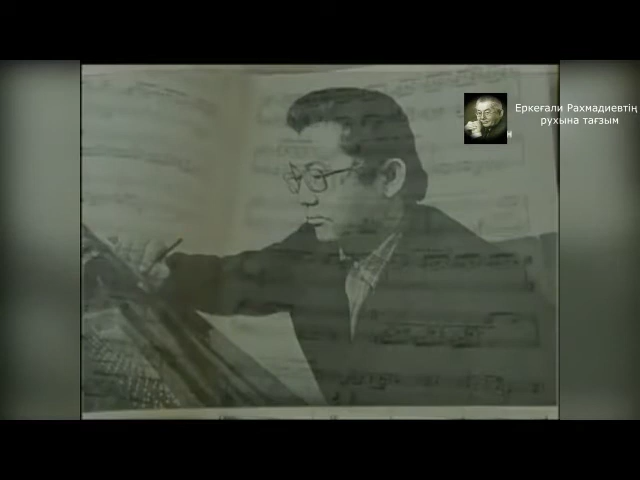 Еркеғали Рахмадиевтің
рухына тағзым